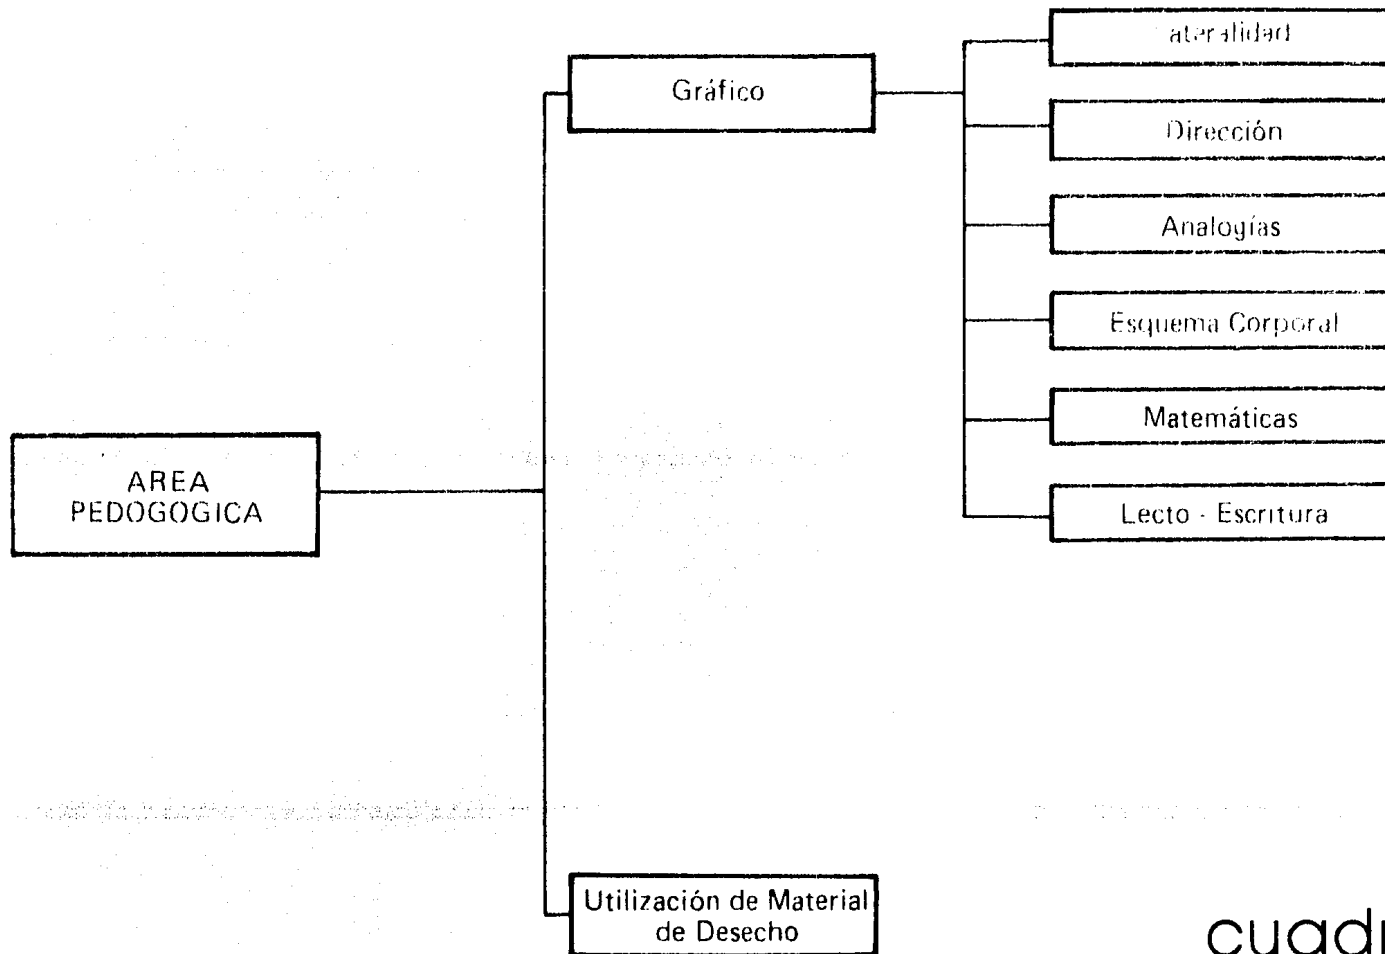 Gráfico
Dirección
Analogías
Esquema Corporal
Matemáticas
Lecto - Escritura
AREA
PEDOGOGICA
Utilización de Material
de Desecho